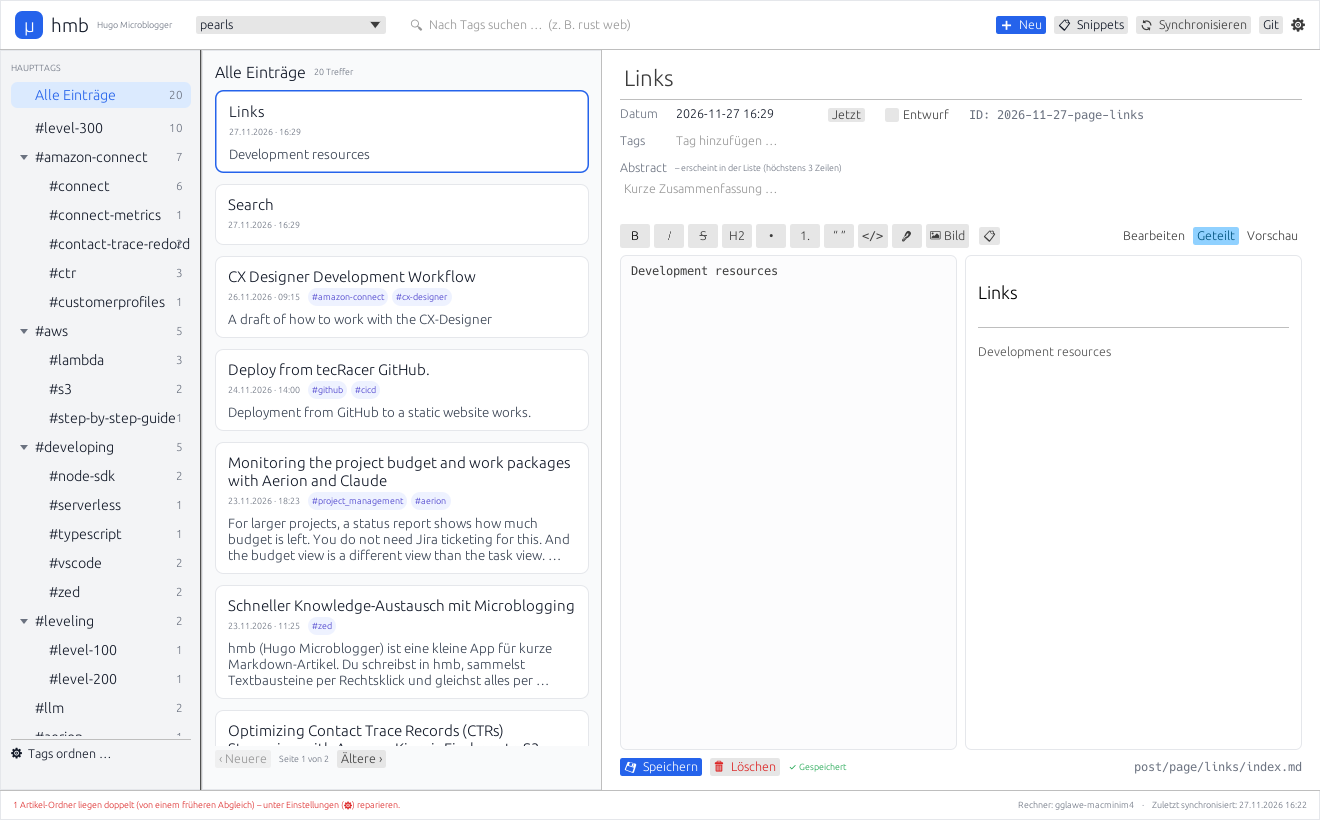 µ hmb Hugo Microblogger pearls Nach Tags suchen … (z. B. rust web) + Neu Snippets Synchronisieren Git
HAUPTTAGS
Alle Einträge 20
#level-300 10
#amazon-connect 7
#connect 6
#connect-metrics 1
#contact-trace-redord
#ctr 3
#customerprofiles 1
#aws 5
#lambda 3
#s3 2
#step-by-step-guide 1
#developing 5
#node-sdk 2
#serverless 1
#typescript 1
#vscode 2
#zed 2
#leveling 2
#level-100 1
#level-200 1
#llm 2
Tags ordnen …
Alle Einträge 20 Treffer
Links
27.11.2026 · 16:29
Development resources
Search
27.11.2026 · 16:29
CX Designer Development Workflow
26.11.2026 · 09:15 #amazon-connect #cx-designer
A draft of how to work with the CX-Designer
Deploy from tecRacer GitHub.
24.11.2026 · 14:00 #github #cicd
Deployment from GitHub to a static website works.
Monitoring the project budget and work packages
with Aerion and Claude
23.11.2026 · 18:23 #project_management #aerion
For larger projects, a status report shows how much
budget is left. You do not need Jira ticketing for this. And
the budget view is a different view than the task view. …
Schneller Knowledge-Austausch mit Microblogging
23.11.2026 · 11:25 #zed
hmb (Hugo Microblogger) ist eine kleine App für kurze
Markdown-Artikel. Du schreibst in hmb, sammelst
Textbausteine per Rechtsklick und gleichst alles per …
Optimizing Contact Trace Records (CTRs)
‹ Neuere Seite 1 von 2 Ältere ›
Links
Datum 2026-11-27 16:29 Jetzt Entwurf ID: 2026-11-27-page-links
Tags Tag hinzufügen …
Abstract – erscheint in der Liste (höchstens 3 Zeilen)
Kurze Zusammenfassung …
B I S H2 • 1. “ ” </> Bild Bearbeiten Geteilt Vorschau
Development resources
Links
Development resources
Speichern Löschen ✓ Gespeichert post/page/links/index.md
1 Artikel-Ordner liegen doppelt (von einem früheren Abgleich) – unter Einstellungen (⚙) reparieren. Rechner: gglawe-macminim4 · Zuletzt synchronisiert: 27.11.2026 16:22